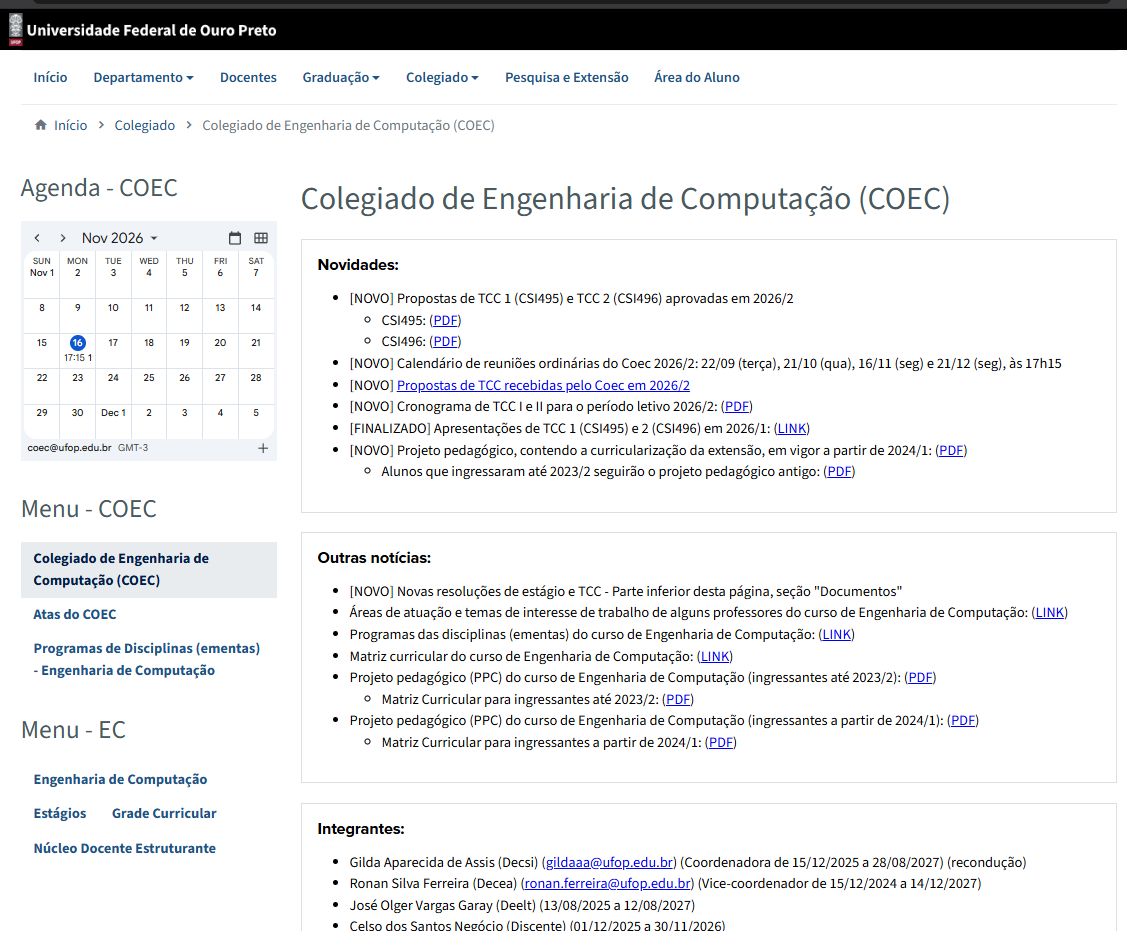 Universidade Federal de Ouro Preto
Início Departamento Docentes Graduação Colegiado Pesquisa e Extensão Área do Aluno
Início > Colegiado > Colegiado de Engenharia de Computação (COEC)
Agenda - COEC
Nov 2026
SUN MON TUE WED THU FRI SAT
Nov 1 2 3 4 5 6 7
8 9 10 11 12 13 14
15 16 17 18 19 20 21
17:15 1
22 23 24 25 26 27 28
29 30 Dec 1 2 3 4 5
coec@ufop.edu.br GMT-3
Menu - COEC
Colegiado de Engenharia de
Computação (COEC)
Atas do COEC
Programas de Disciplinas (ementas)
- Engenharia de Computação
Menu - EC
Engenharia de Computação
Estágios Grade Curricular
Núcleo Docente Estruturante
Colegiado de Engenharia de Computação (COEC)
Novidades:
[NOVO] Propostas de TCC 1 (CSI495) e TCC 2 (CSI496) aprovadas em 2026/2
CSI495: (PDF)
CSI496: (PDF)
[NOVO] Calendário de reuniões ordinárias do Coec 2026/2: 22/09 (terça), 21/10 (qua), 16/11 (seg) e 21/12 (seg), às 17h15
[NOVO] Propostas de TCC recebidas pelo Coec em 2026/2
[NOVO] Cronograma de TCC I e II para o período letivo 2026/2: (PDF)
[FINALIZADO] Apresentações de TCC 1 (CSI495) e 2 (CSI496) em 2026/1: (LINK)
[NOVO] Projeto pedagógico, contendo a curricularização da extensão, em vigor a partir de 2024/1: (PDF)
Alunos que ingressaram até 2023/2 seguirão o projeto pedagógico antigo: (PDF)
Outras notícias:
[NOVO] Novas resoluções de estágio e TCC - Parte inferior desta página, seção "Documentos"
Áreas de atuação e temas de interesse de trabalho de alguns professores do curso de Engenharia de Computação: (LINK)
Programas das disciplinas (ementas) do curso de Engenharia de Computação: (LINK)
Matriz curricular do curso de Engenharia de Computação: (LINK)
Projeto pedagógico (PPC) do curso de Engenharia de Computação (ingressantes até 2023/2): (PDF)
Matriz Curricular para ingressantes até 2023/2: (PDF)
Projeto pedagógico (PPC) do curso de Engenharia de Computação (ingressantes a partir de 2024/1): (PDF)
Matriz Curricular para ingressantes a partir de 2024/1: (PDF)
Integrantes:
Gilda Aparecida de Assis (Decsi) (gildaaa@ufop.edu.br) (Coordenadora de 15/12/2025 a 28/08/2027) (recondução)
Ronan Silva Ferreira (Decea) (ronan.ferreira@ufop.edu.br) (Vice-coordenador de 15/12/2024 a 14/12/2027)
José Olger Vargas Garay (Deelt) (13/08/2025 a 12/08/2027)
Celso dos Santos Negócio (Discente) (01/12/2025 a 30/11/2026)